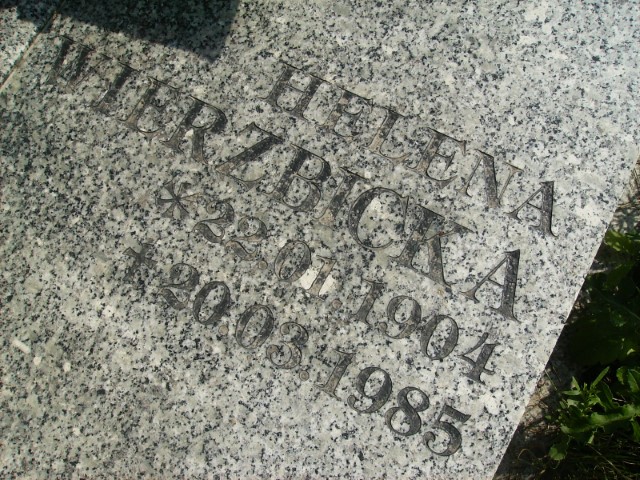 HELENA
WIERZBICKA
* 22.01.1904
† 20.03.1985